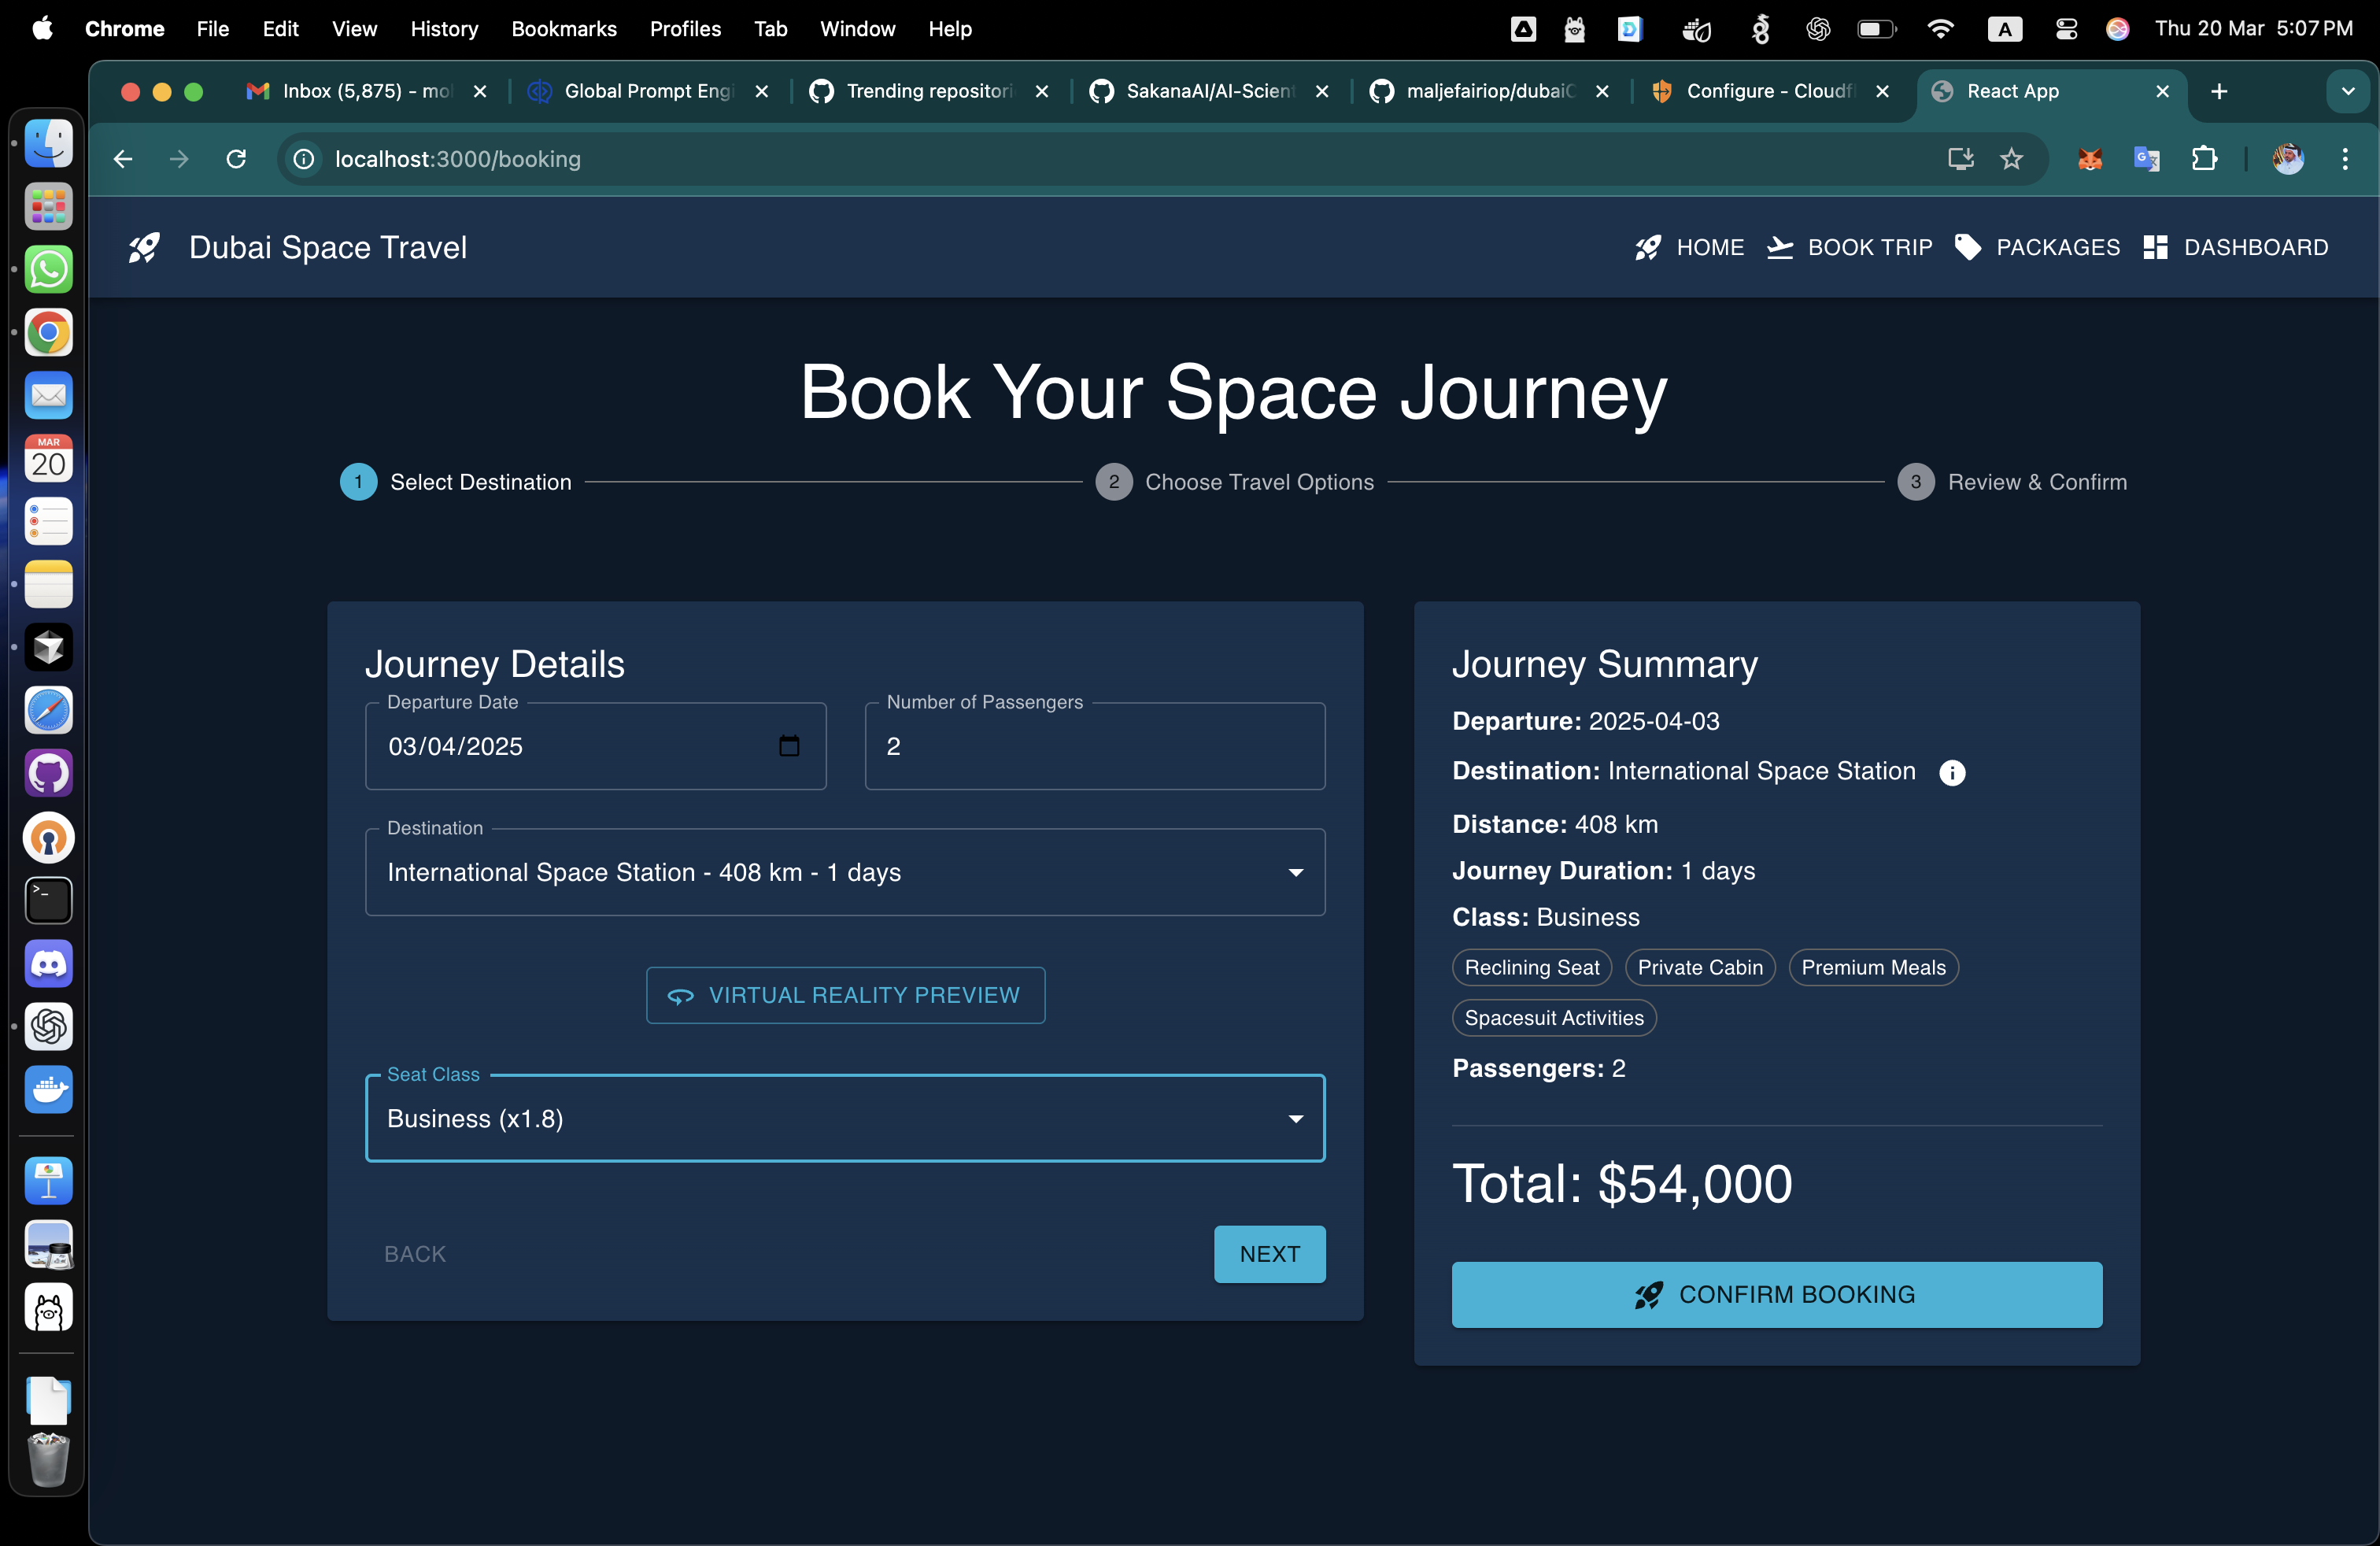 Chrome File Edit View History Bookmarks Profiles Tab Window Help A Thu 20 Mar 5:07 PM
Inbox (5,875) - mo Global Prompt Engi Trending repositori SakanaAI/AI-Scient maljefairiop/dubai Configure - Cloudf React App
localhost:3000/booking
Dubai Space Travel HOME BOOK TRIP PACKAGES DASHBOARD
MAR
20
Book Your Space Journey
1 Select Destination 2 Choose Travel Options 3 Review & Confirm
Journey Details
Departure Date
03/04/2025
Number of Passengers
2
Destination
International Space Station - 408 km - 1 days
VIRTUAL REALITY PREVIEW
Seat Class
Business (x1.8)
BACK NEXT
Journey Summary
Departure: 2025-04-03
Destination: International Space Station
Distance: 408 km
Journey Duration: 1 days
Class: Business
Reclining Seat Private Cabin Premium Meals
Spacesuit Activities
Passengers: 2
Total: $54,000
CONFIRM BOOKING